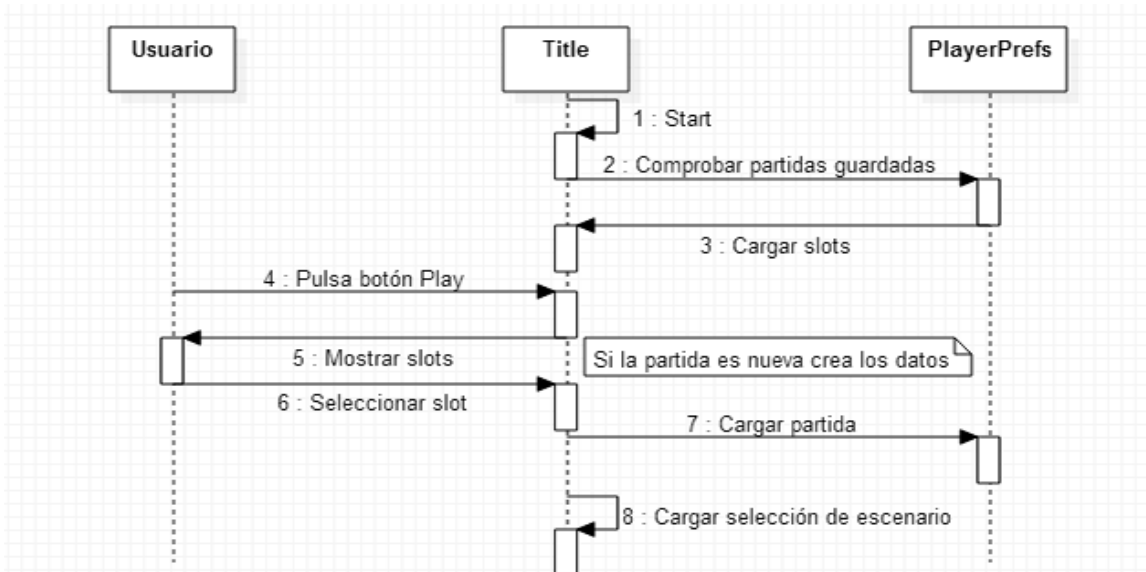 Usuario
Title
PlayerPrefs
1 : Start
2 : Comprobar partidas guardadas
3 : Cargar slots
4 : Pulsa botón Play
5 : Mostrar slots
Si la partida es nueva crea los datos
6 : Seleccionar slot
7 : Cargar partida
8 : Cargar selección de escenario